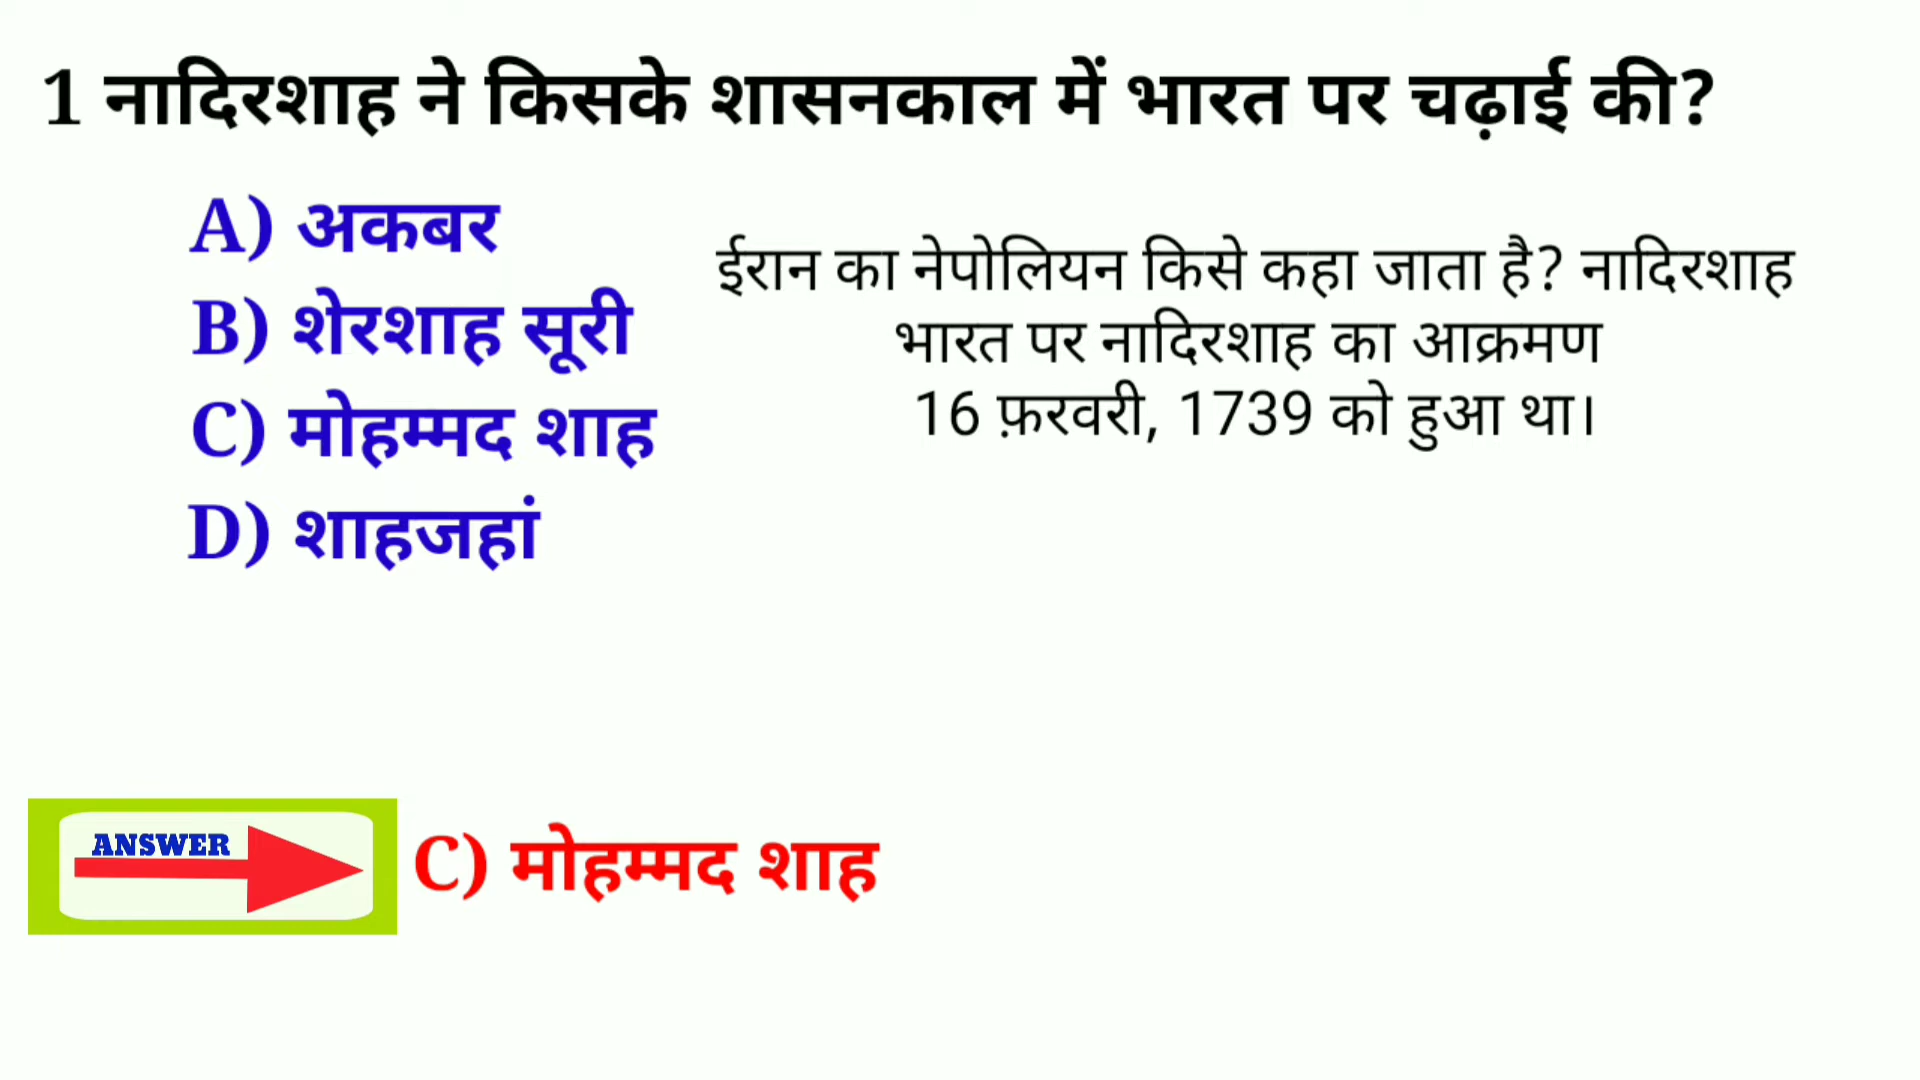 1 नादिरशाह ने किसके शासनकाल में भारत पर चढ़ाई की?
A) अकबर
B) शेरशाह सूरी
C) मोहम्मद शाह
D) शाहजहां
ईरान का नेपोलियन किसे कहा जाता है? नादिरशाह
भारत पर नादिरशाह का आक्रमण
16 फ़रवरी, 1739 को हुआ था।
ANSWER
C) मोहम्मद शाह